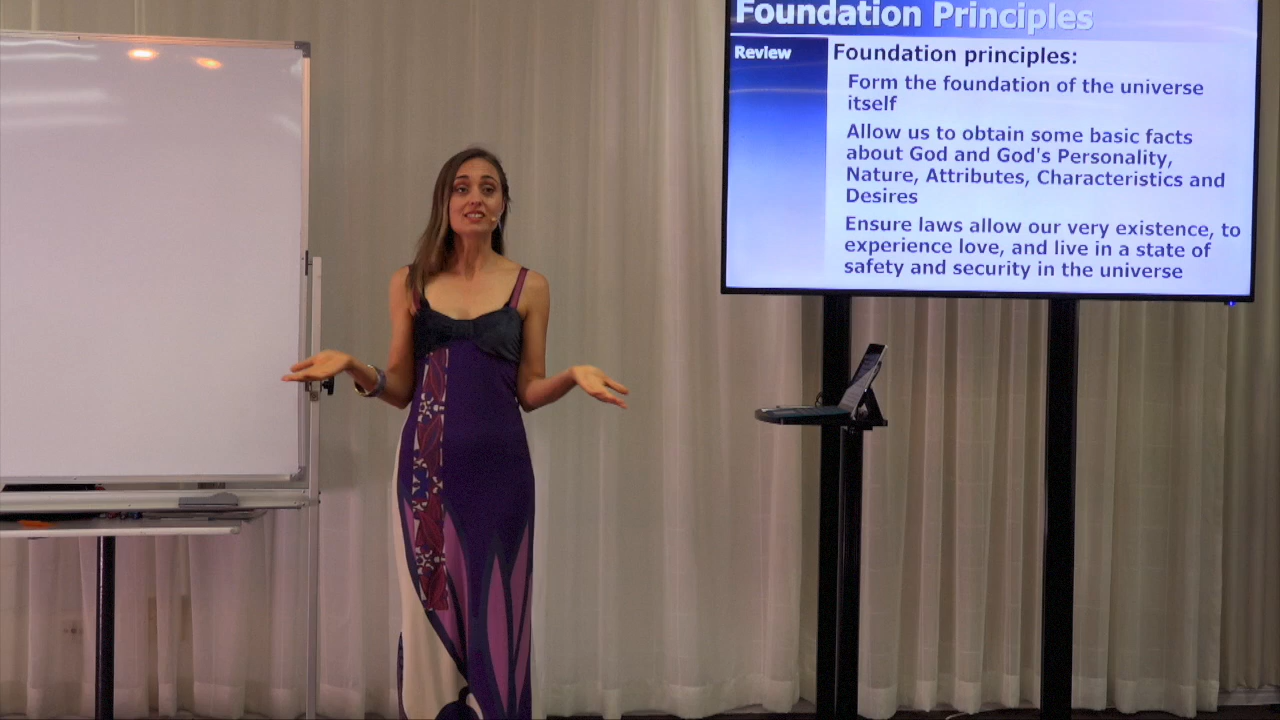 Foundation Principles
Review
Foundation principles:
Form the foundation of the universe
itself
Allow us to obtain some basic facts
about God and God's Personality,
Nature, Attributes, Characteristics and
Desires
Ensure laws allow our very existence, to
experience love, and live in a state of
safety and security in the universe